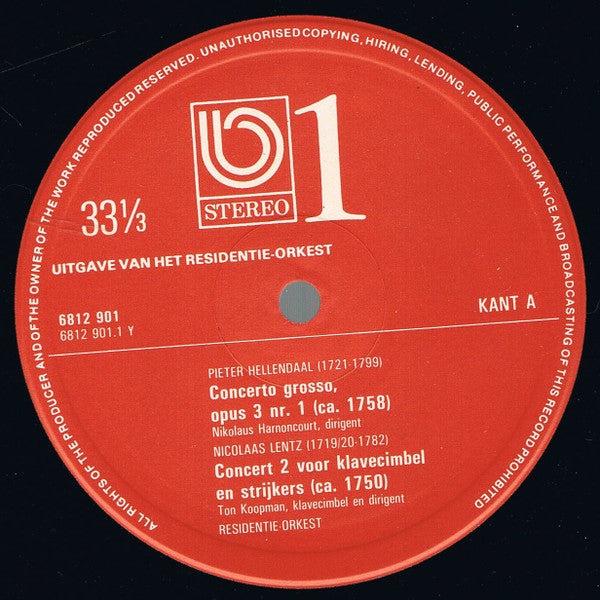 ALL RIGHTS OF THE PRODUCER AND OF THE OWNER OF THE WORK REPRODUCED RESERVED. UNAUTHORISED COPYING, HIRING, LENDING, PUBLIC PERFORMANCE AND BROADCASTING OF THIS RECORD PROHIBITED
b 1
STEREO
33⅓
UITGAVE VAN HET RESIDENTIE-ORKEST
6812 901
6812 901.1 Y
KANT A
PIETER HELLENDAAL (1721-1799)
Concerto grosso,
opus 3 nr. 1 (ca. 1758)
Nikolaus Harnoncourt, dirigent
NICOLAAS LENTZ (1719/20-1782)
Concert 2 voor klavecimbel
en strijkers (ca. 1750)
Ton Koopman, klavecimbel en dirigent
RESIDENTIE-ORKEST